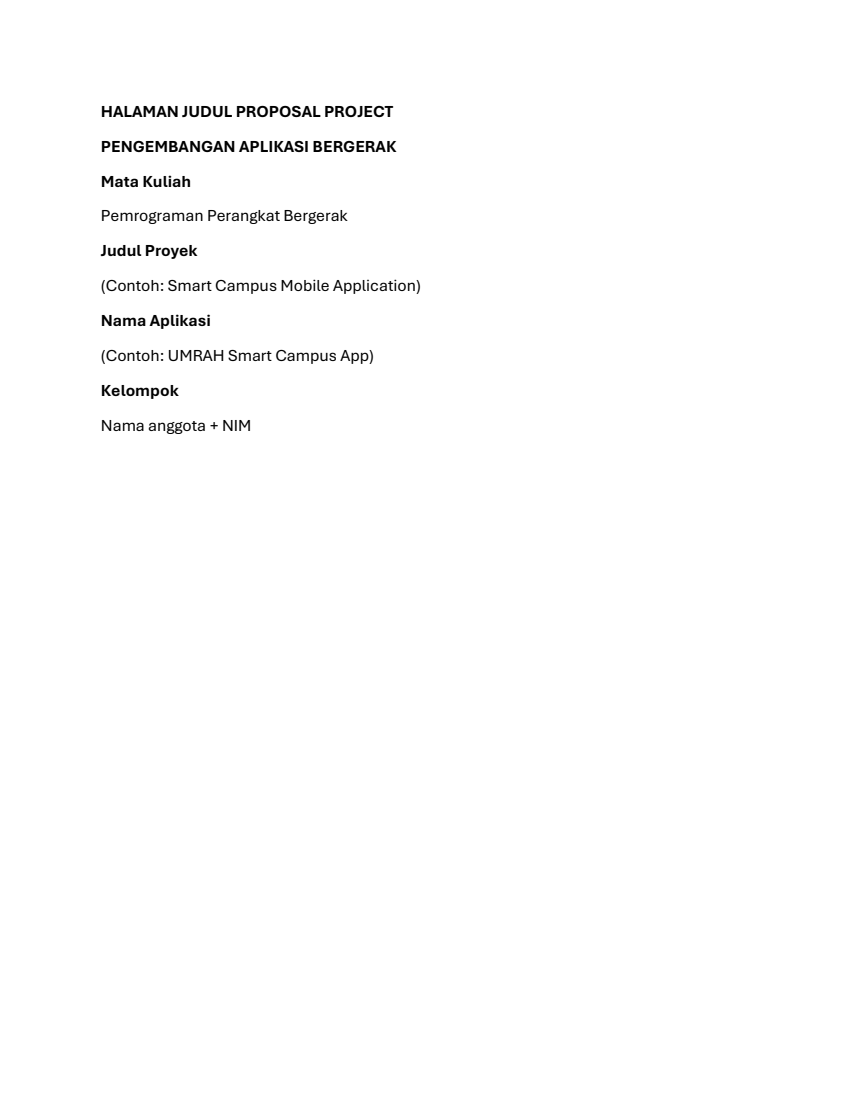 HALAMAN JUDUL PROPOSAL PROJECT
PENGEMBANGAN APLIKASI BERGERAK
Mata Kuliah
Pemrograman Perangkat Bergerak
Judul Proyek
(Contoh: Smart Campus Mobile Application)
Nama Aplikasi
(Contoh: UMRAH Smart Campus App)
Kelompok
Nama anggota + NIM